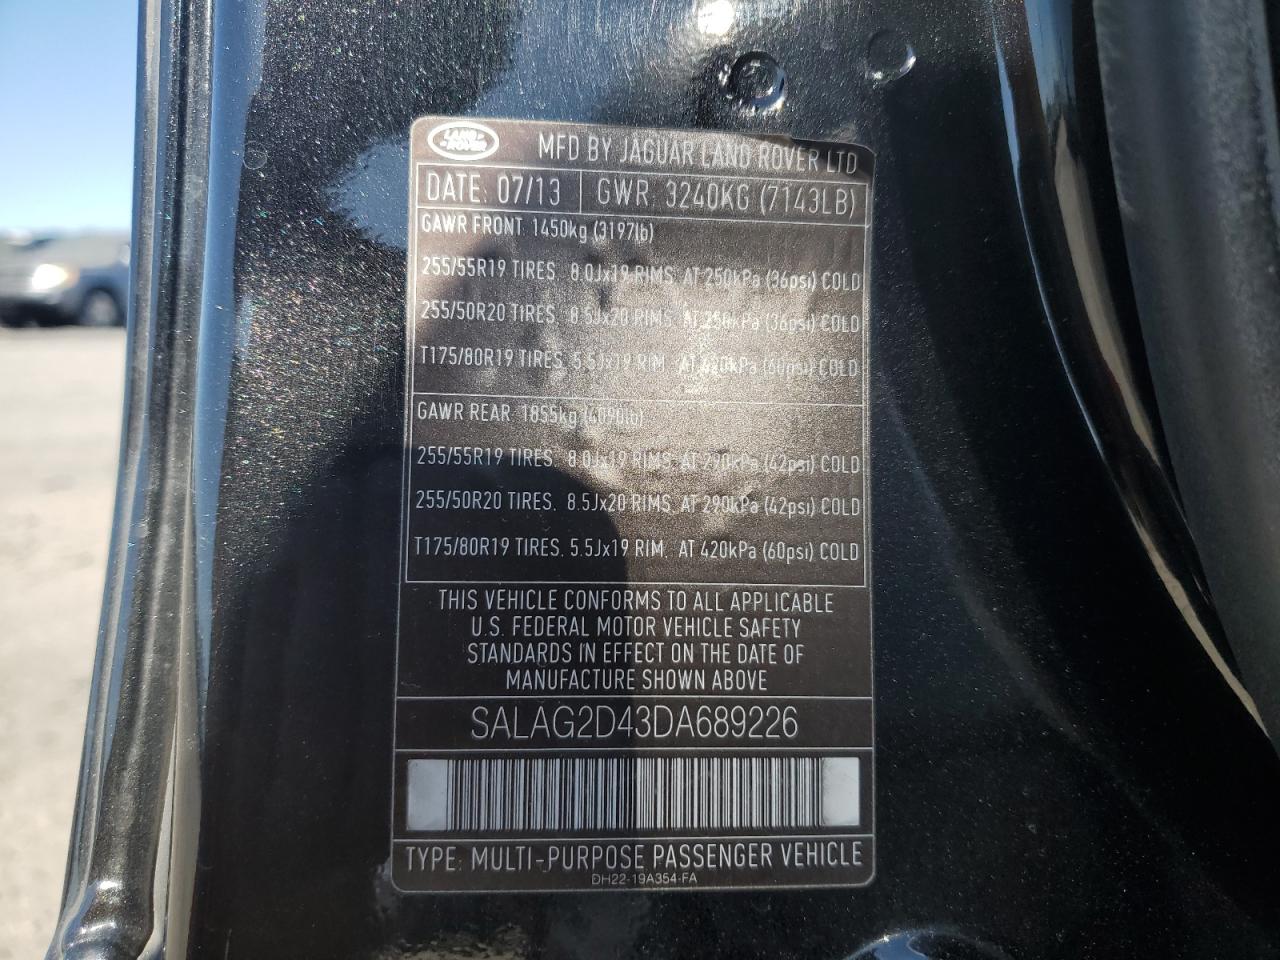 LAND ROVER
MFD BY JAGUAR LAND ROVER LTD
DATE: 07/13 GWR: 3240KG (7143LB)
GAWR FRONT 1450kg (3197lb)
255/55R19 TIRES. 8.0Jx19 RIMS. AT 250kPa (36psi) COLD
255/50R20 TIRES. 8.5Jx20 RIMS. AT 250kPa (36psi) COLD
T175/80R19 TIRES. 5.5Jx19 RIM. AT 420kPa (60psi) COLD
GAWR REAR 1855kg (4090lb)
255/55R19 TIRES. 8.0Jx19 RIMS. AT 290kPa (42psi) COLD
255/50R20 TIRES. 8.5Jx20 RIMS. AT 290kPa (42psi) COLD
T175/80R19 TIRES. 5.5Jx19 RIM. AT 420kPa (60psi) COLD
THIS VEHICLE CONFORMS TO ALL APPLICABLE
U.S. FEDERAL MOTOR VEHICLE SAFETY
STANDARDS IN EFFECT ON THE DATE OF
MANUFACTURE SHOWN ABOVE
SALAG2D43DA689226
TYPE: MULTI-PURPOSE PASSENGER VEHICLE
DH22-19A354-FA